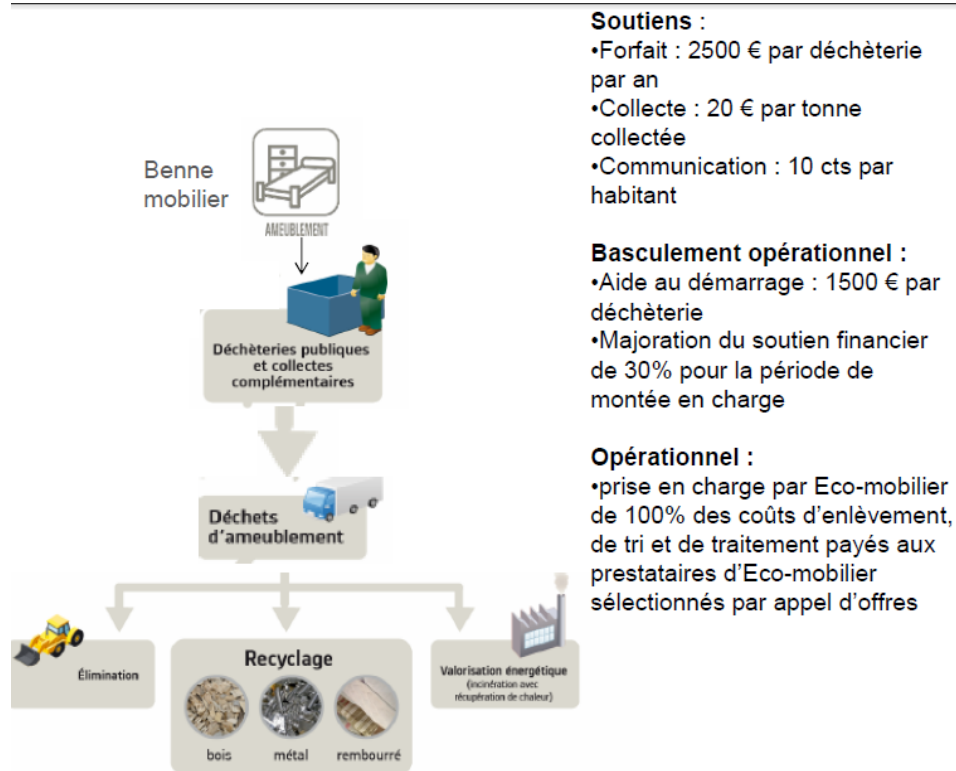 Benne
mobilier
AMEUBLEMENT
Déchèteries publiques
et collectes
complémentaires
Déchets
d'ameublement
Élimination
Recyclage
bois métal rembourré
Valorisation énergétique
(incinération avec
récupération de chaleur)
Soutiens :
•Forfait : 2500 € par déchèterie
par an
•Collecte : 20 € par tonne
collectée
•Communication : 10 cts par
habitant
Basculement opérationnel :
•Aide au démarrage : 1500 € par
déchèterie
•Majoration du soutien financier
de 30% pour la période de
montée en charge
Opérationnel :
•prise en charge par Eco-mobilier
de 100% des coûts d'enlèvement,
de tri et de traitement payés aux
prestataires d'Eco-mobilier
sélectionnés par appel d'offres